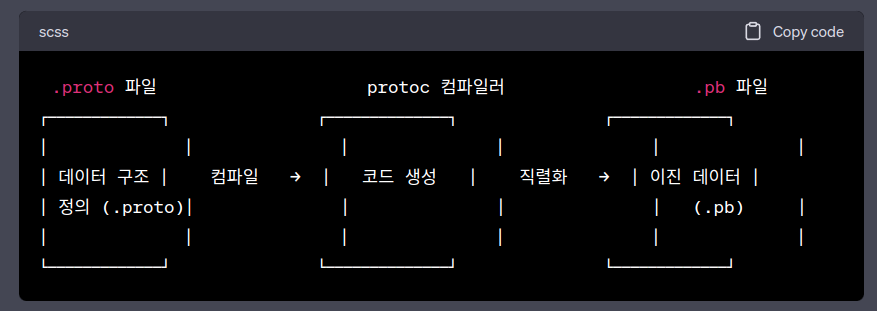 scss Copy code
.proto 파일 protoc 컴파일러 .pb 파일
데이터 구조 컴파일 → 코드 생성 직렬화 → 이진 데이터
정의 (.proto) (.pb)